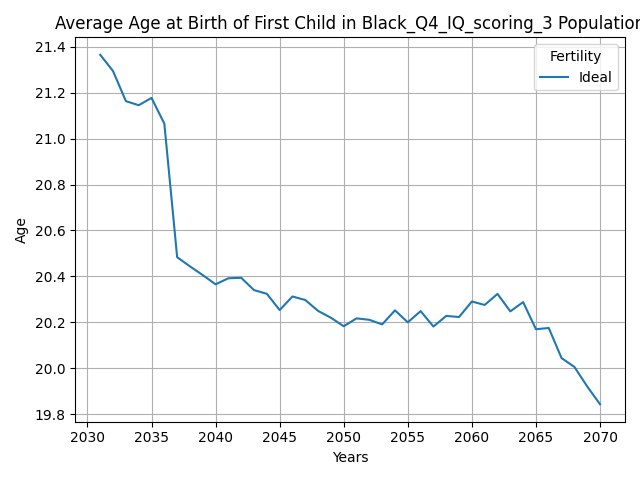 Average Age at Birth of First Child in Black_Q4_IQ_scoring_3 Population
Fertility
Ideal
21.4
21.2
21.0
20.8
20.6
20.4
20.2
20.0
19.8
Age
2030 2035 2040 2045 2050 2055 2060 2065 2070
Years